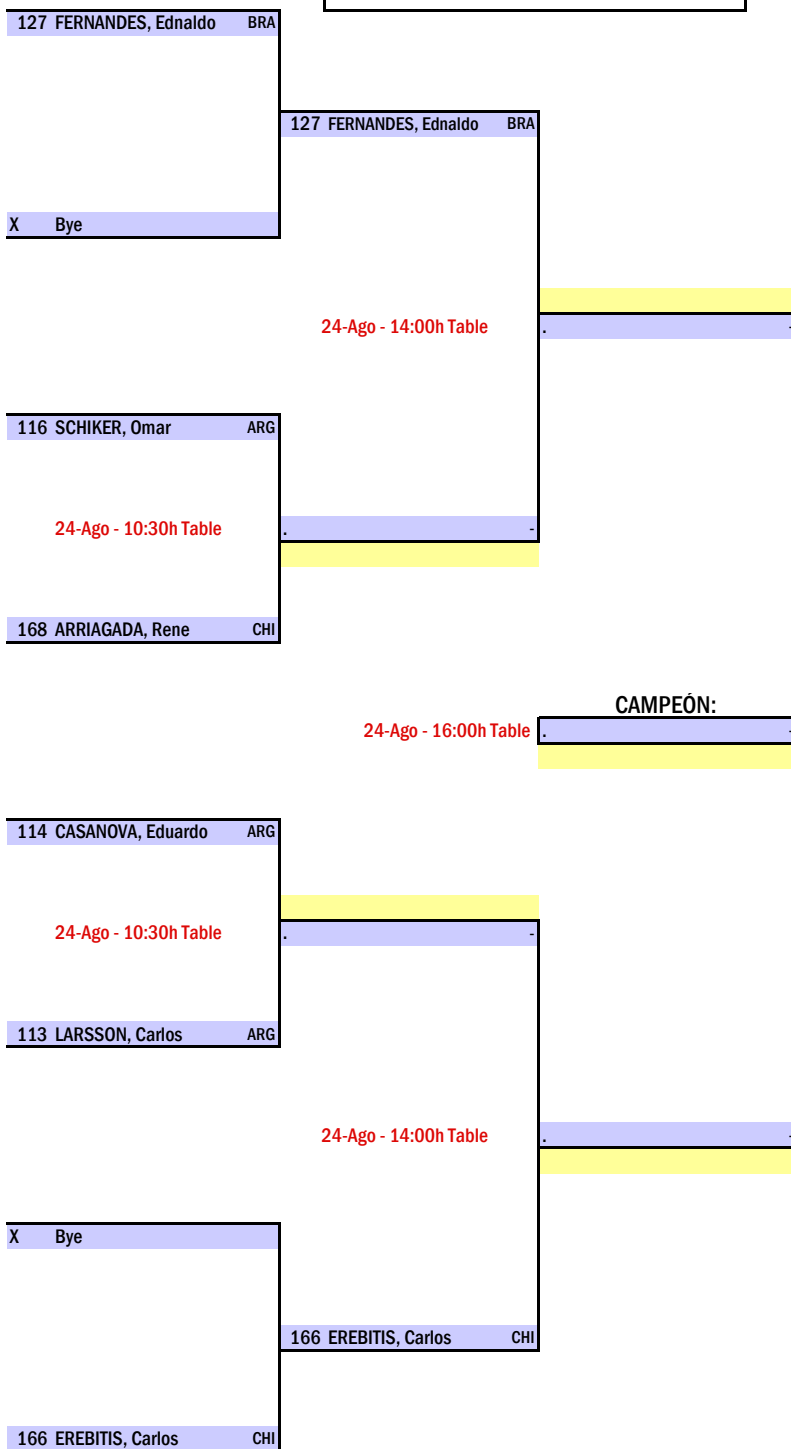 127 FERNANDES, Ednaldo BRA
127 FERNANDES, Ednaldo BRA
X Bye
24-Ago - 14:00h Table
. -
116 SCHIKER, Omar ARG
24-Ago - 10:30h Table
. -
168 ARRIAGADA, Rene CHI
CAMPEÓN:
24-Ago - 16:00h Table . -
114 CASANOVA, Eduardo ARG
24-Ago - 10:30h Table
. -
113 LARSSON, Carlos ARG
24-Ago - 14:00h Table
. -
X Bye
166 EREBITIS, Carlos CHI
166 EREBITIS, Carlos CHI